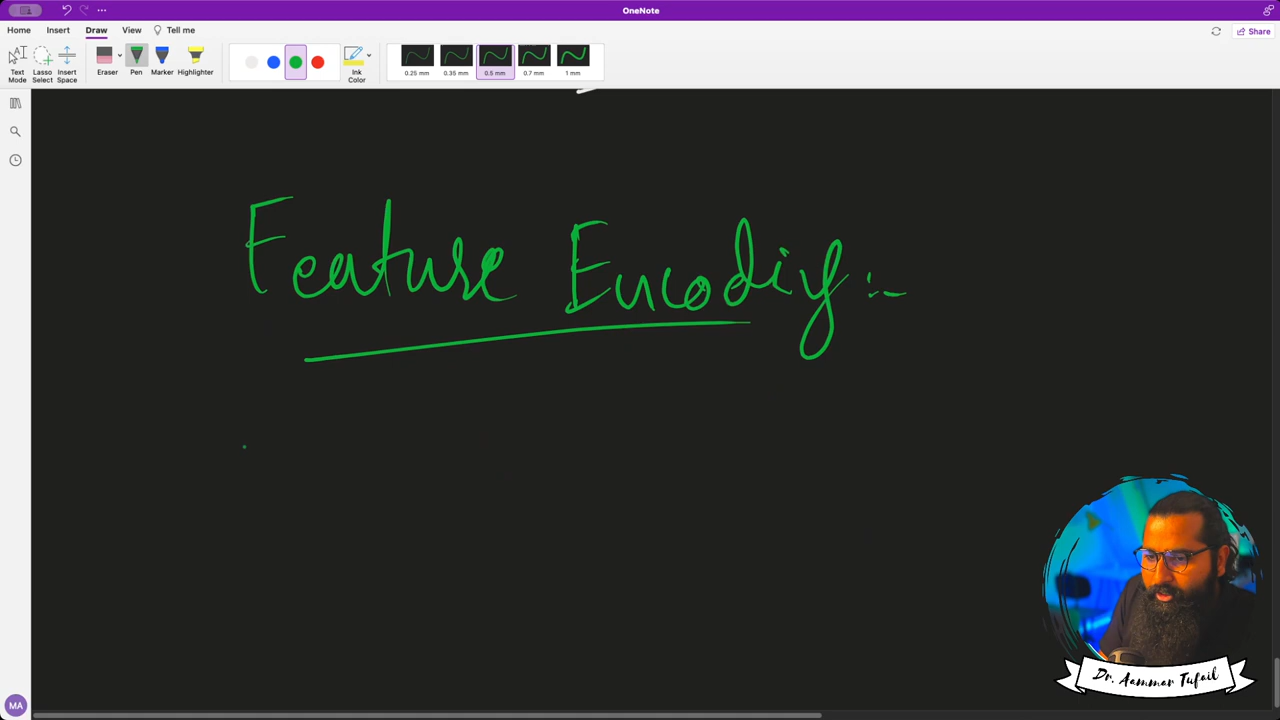 OneNote
Home Insert Draw View Tell me
Share
Text Mode
Lasso Select
Insert Space
Eraser
Pen
Marker
Highlighter
Ink Color
0.25 mm
0.35 mm
0.5 mm
0.7 mm
1 mm
Feature Encodiy :-
Dr. Aammar Tufail
MA